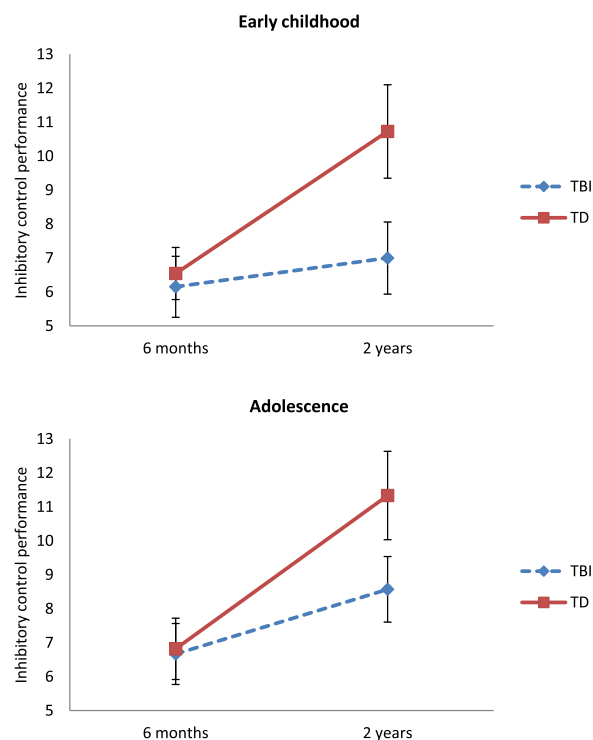 Early childhood
13
12
11
10
9
8
7
6
5
Inhibitory control performance
6 months 2 years
TBI
TD
Adolescence
13
12
11
10
9
8
7
6
5
Inhibitory control performance
6 months 2 years
TBI
TD